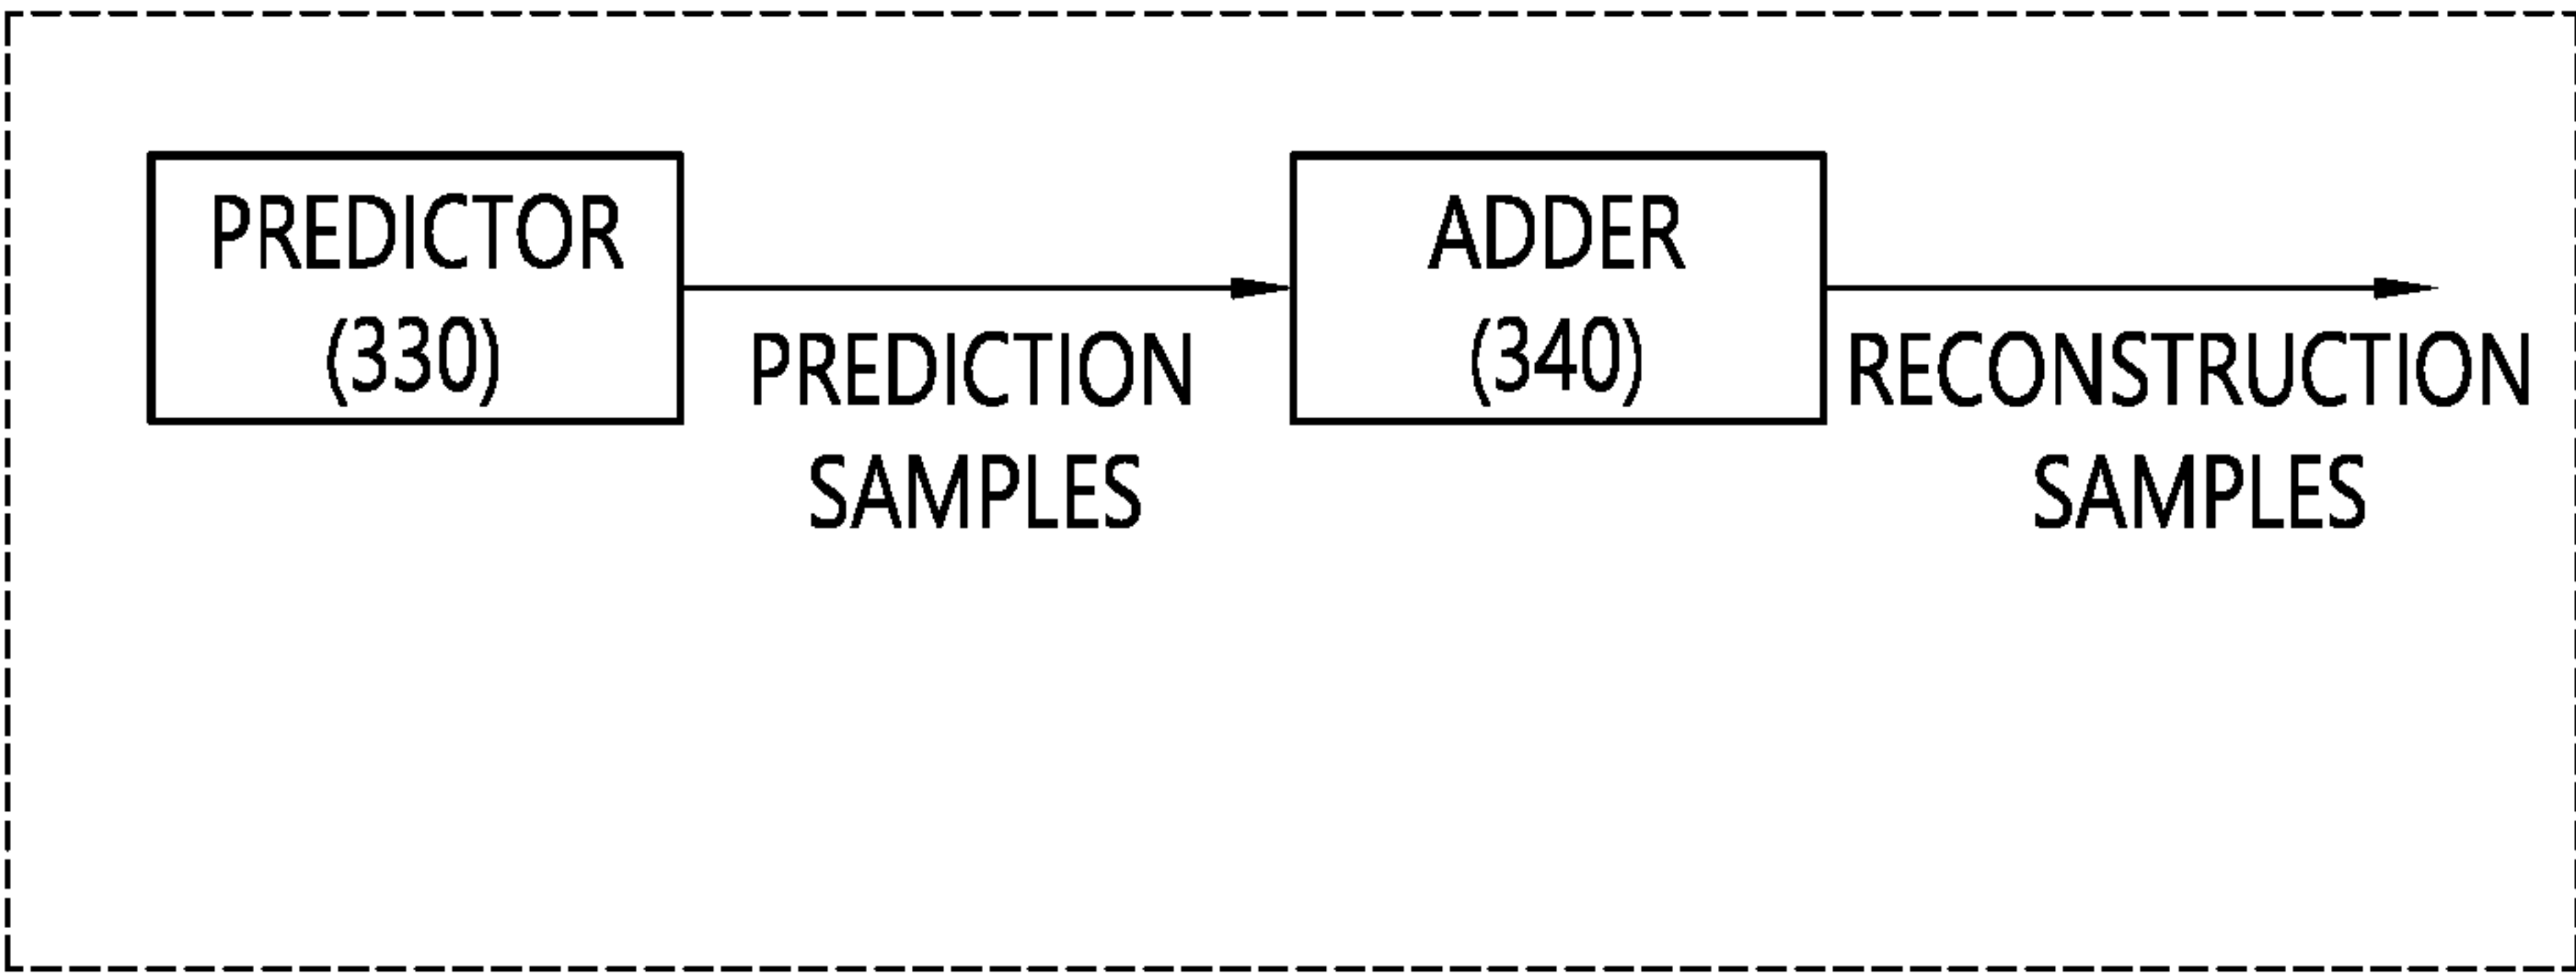 PREDICTOR
(330)
PREDICTION
SAMPLES
ADDER
(340)
RECONSTRUCTION
SAMPLES